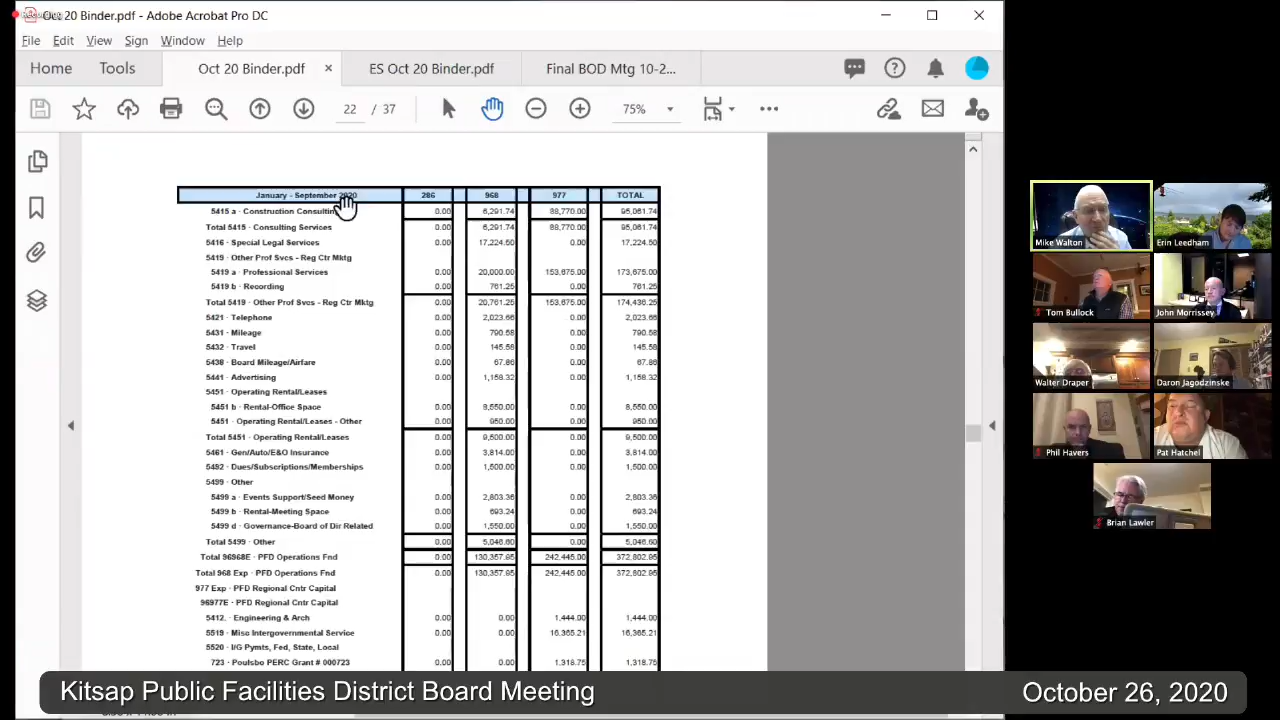 Oct 20 Binder.pdf - Adobe Acrobat Pro DC
File Edit View Sign Window Help
Home Tools Oct 20 Binder.pdf × ES Oct 20 Binder.pdf Final BOD Mtg 10-2...
22 / 37 75%
January - September 2020 286 968 977 TOTAL
5415 a · Construction Consultin 0.00 6,291.74 88,770.00 95,061.74
Total 5415 · Consulting Services 0.00 6,291.74 88,770.00 95,061.74
5416 · Special Legal Services 0.00 17,224.50 0.00 17,224.50
5419 · Other Prof Svcs - Reg Ctr Mktg
5419 a · Professional Services 0.00 20,000.00 153,675.00 173,675.00
5419 b · Recording 0.00 761.25 0.00 761.25
Total 5419 · Other Prof Svcs - Reg Ctr Mktg 0.00 20,761.25 153,675.00 174,436.25
5421 · Telephone 0.00 2,023.66 0.00 2,023.66
5431 · Mileage 0.00 790.58 0.00 790.58
5432 · Travel 0.00 145.58 0.00 145.58
5438 · Board Mileage/Airfare 0.00 67.86 0.00 67.86
5441 · Advertising 0.00 1,158.32 0.00 1,158.32
5451 · Operating Rental/Leases
5451 b · Rental-Office Space 0.00 8,550.00 0.00 8,550.00
5451 · Operating Rental/Leases - Other 0.00 950.00 0.00 950.00
Total 5451 · Operating Rental/Leases 0.00 9,500.00 0.00 9,500.00
5461 · Gen/Auto/E&O Insurance 0.00 3,814.00 0.00 3,814.00
5492 · Dues/Subscriptions/Memberships 0.00 1,500.00 0.00 1,500.00
5499 · Other
5499 a · Events Support/Seed Money 0.00 2,803.36 0.00 2,803.36
5499 b · Rental-Meeting Space 0.00 693.24 0.00 693.24
5499 d · Governance-Board of Dir Related 0.00 1,550.00 0.00 1,550.00
Total 5499 · Other 0.00 5,046.60 0.00 5,046.60
Total 96968E · PFD Operations Fnd 0.00 130,357.95 242,445.00 372,802.95
Total 968 Exp · PFD Operations Fnd 0.00 130,357.95 242,445.00 372,802.95
977 Exp · PFD Regional Cntr Capital
96977E · PFD Regional Cntr Capital
5412. · Engineering & Arch 0.00 0.00 1,444.00 1,444.00
5519 · Misc Intergovernmental Service 0.00 0.00 16,365.21 16,365.21
5520 · I/G Pymts, Fed, State, Local
723 · Poulsbo PERC Grant # 000723 0.00 0.00 1,318.75 1,318.75
Mike Walton
Erin Leedham
Tom Bullock
John Morrissey
Walter Draper
Daron Jagodzinske
Phil Havers
Pat Hatchel
Brian Lawler
Kitsap Public Facilities District Board Meeting October 26, 2020